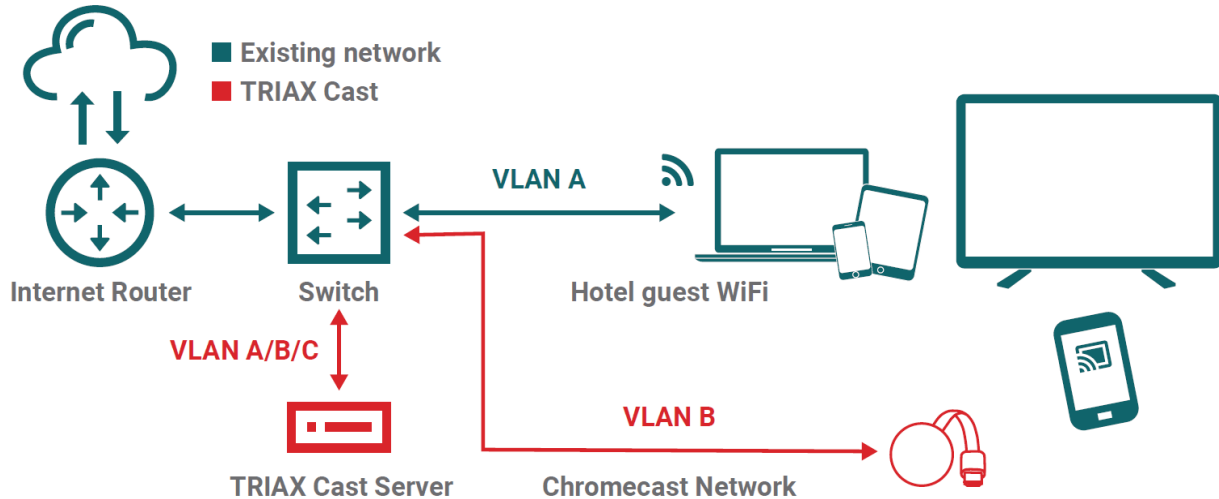 Existing network
TRIAX Cast
VLAN A
Internet Router
Switch
Hotel guest WiFi
VLAN A/B/C
VLAN B
TRIAX Cast Server
Chromecast Network